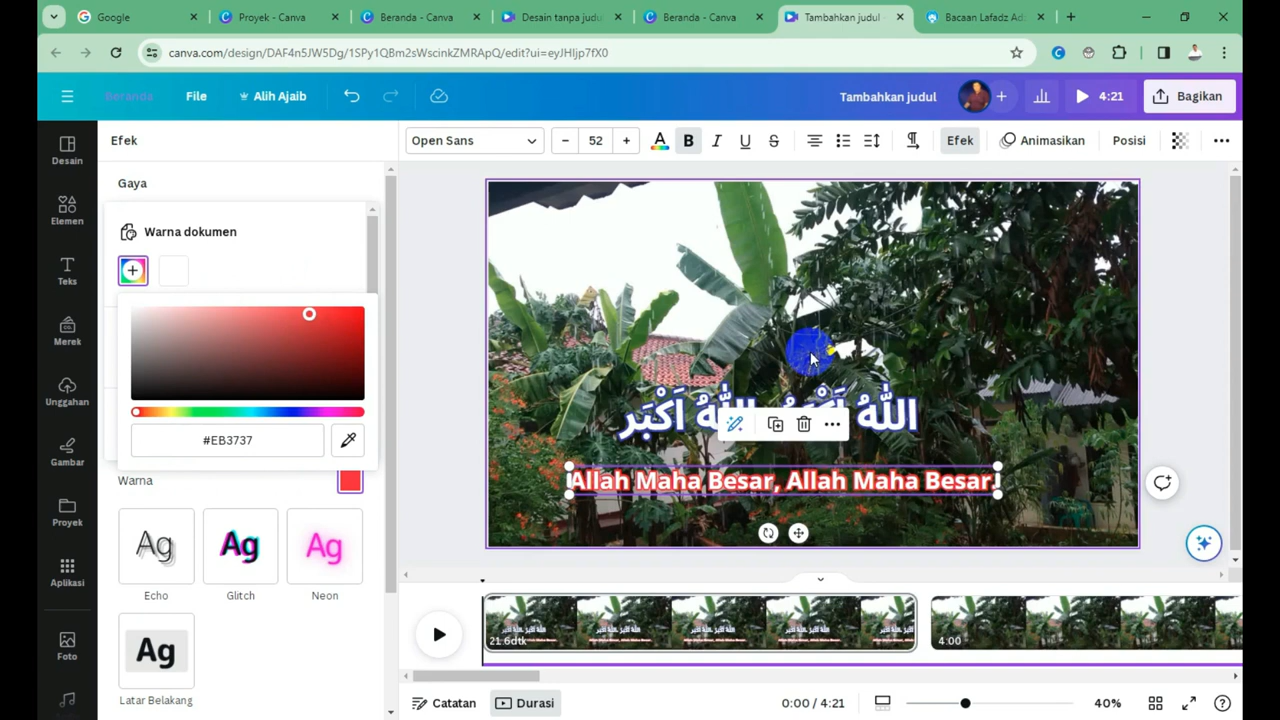 Google
Proyek - Canva
Beranda - Canva
Desain tanpa judu
Beranda - Canva
Tambahkan judul -
Bacaan Lafadz Ad
canva.com/design/DAF4n5JW5Dg/1SPy1QBm2sWscinkZMRApQ/edit?ui=eyJHIjp7fX0
Beranda
File
Alih Ajaib
Tambahkan judul
4:21
Bagikan
Efek
Open Sans
52
A
B
I
U
S
Efek
Animasikan
Posisi
Desain
Elemen
Teks
Merek
Unggahan
Gambar
Proyek
Aplikasi
Foto
Gaya
Warna dokumen
#EB3737
Warna
Ag
Ag
Ag
Echo
Glitch
Neon
Ag
Latar Belakang
Allah Maha Besar, Allah Maha Besar.
21.6dtk
4:00
Catatan
Durasi
0:00 / 4:21
40%